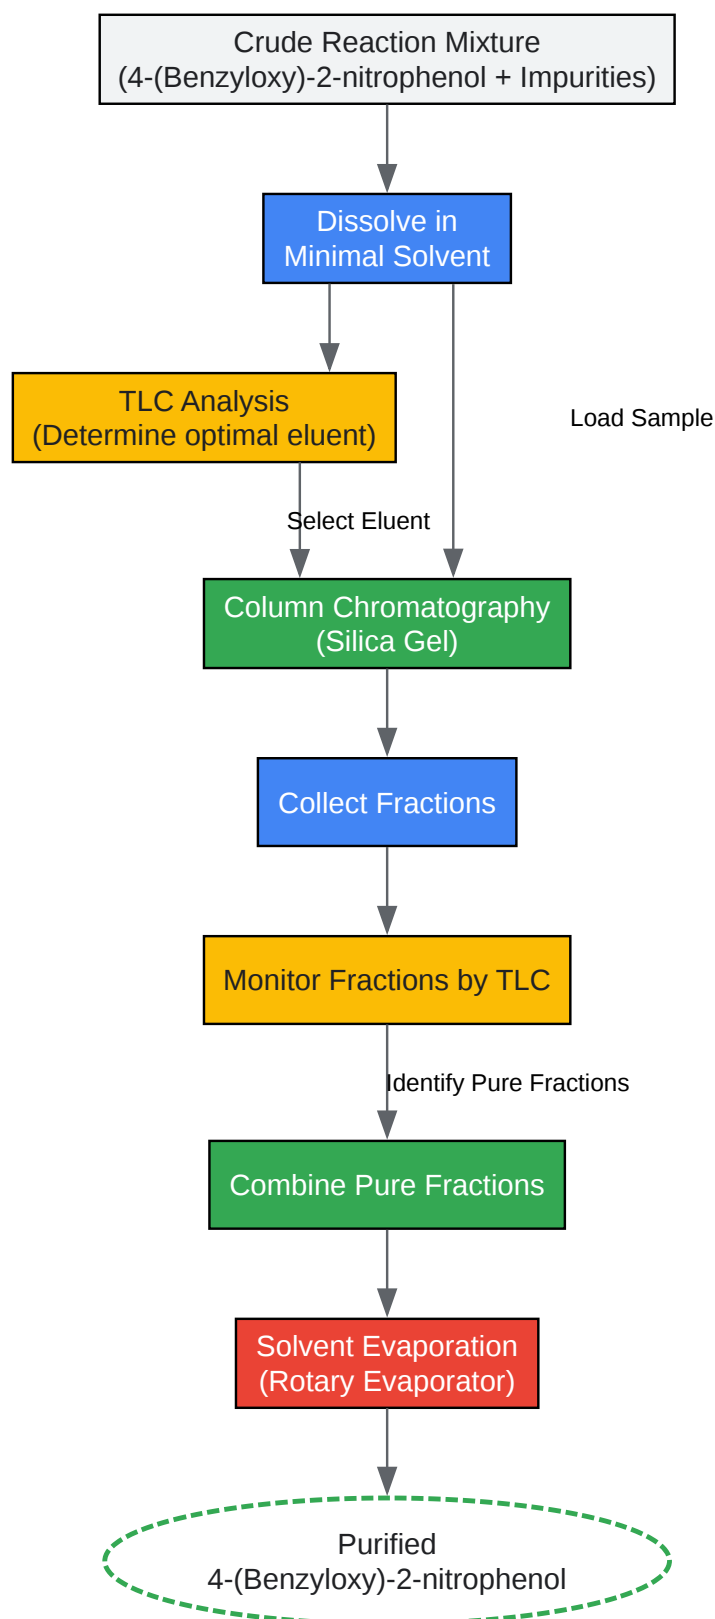 Crude Reaction Mixture
(4-(Benzyloxy)-2-nitrophenol + Impurities)
Dissolve in
Minimal Solvent
TLC Analysis
(Determine optimal eluent)
Load Sample
Select Eluent
Column Chromatography
(Silica Gel)
Collect Fractions
Monitor Fractions by TLC
Identify Pure Fractions
Combine Pure Fractions
Solvent Evaporation
(Rotary Evaporator)
Purified
4-(Benzyloxy)-2-nitrophenol